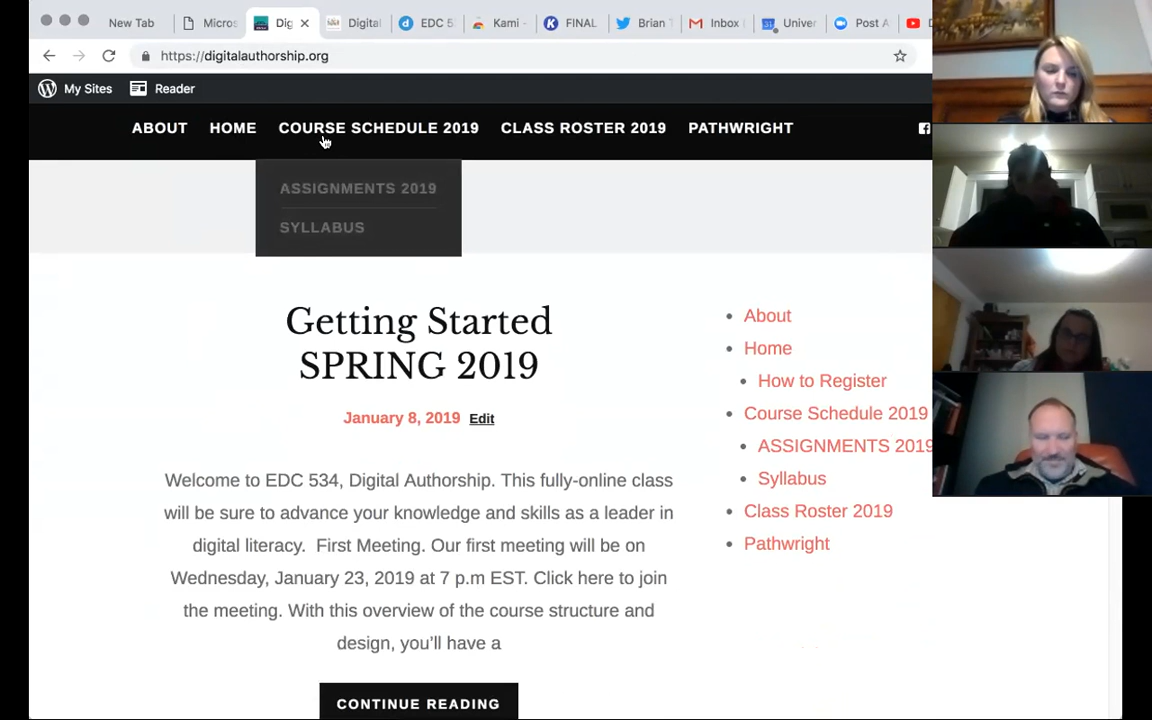 New Tab Micros Dig Digital EDC 5 Kami - FINAL Brian T Inbox ( Univer Post A
https://digitalauthorship.org
My Sites Reader
ABOUT HOME COURSE SCHEDULE 2019 CLASS ROSTER 2019 PATHWRIGHT
ASSIGNMENTS 2019
SYLLABUS
Getting Started
SPRING 2019
January 8, 2019 Edit
Welcome to EDC 534, Digital Authorship. This fully-online class
will be sure to advance your knowledge and skills as a leader in
digital literacy. First Meeting. Our first meeting will be on
Wednesday, January 23, 2019 at 7 p.m EST. Click here to join
the meeting. With this overview of the course structure and
design, you’ll have a
CONTINUE READING
About
Home
How to Register
Course Schedule 2019
ASSIGNMENTS 2019
Syllabus
Class Roster 2019
Pathwright